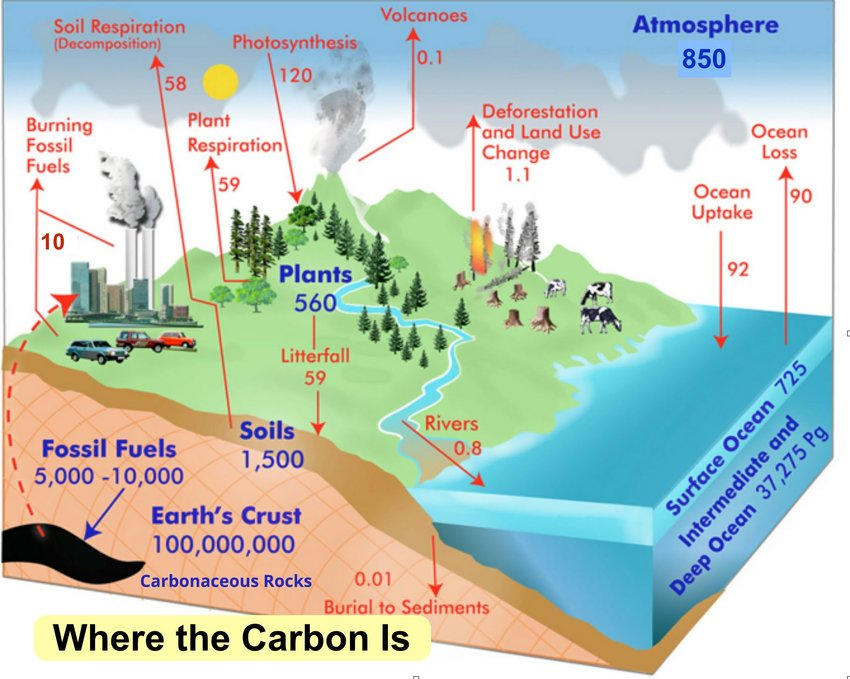 Soil Respiration
(Decomposition)
58
Photosynthesis
120
Volcanoes
0.1
Atmosphere
850
Burning
Fossil
Fuels
10
Plant
Respiration
59
Deforestation
and Land Use
Change
1.1
Ocean
Loss
90
Ocean
Uptake
92
Plants
560
Litterfall
59
Rivers
0.8
Soils
1,500
Fossil Fuels
5,000 -10,000
Earth's Crust
100,000,000
Carbonaceous Rocks
0.01
Burial to Sediments
Surface Ocean 725
Intermediate and
Deep Ocean 37,275 Pg
Where the Carbon Is